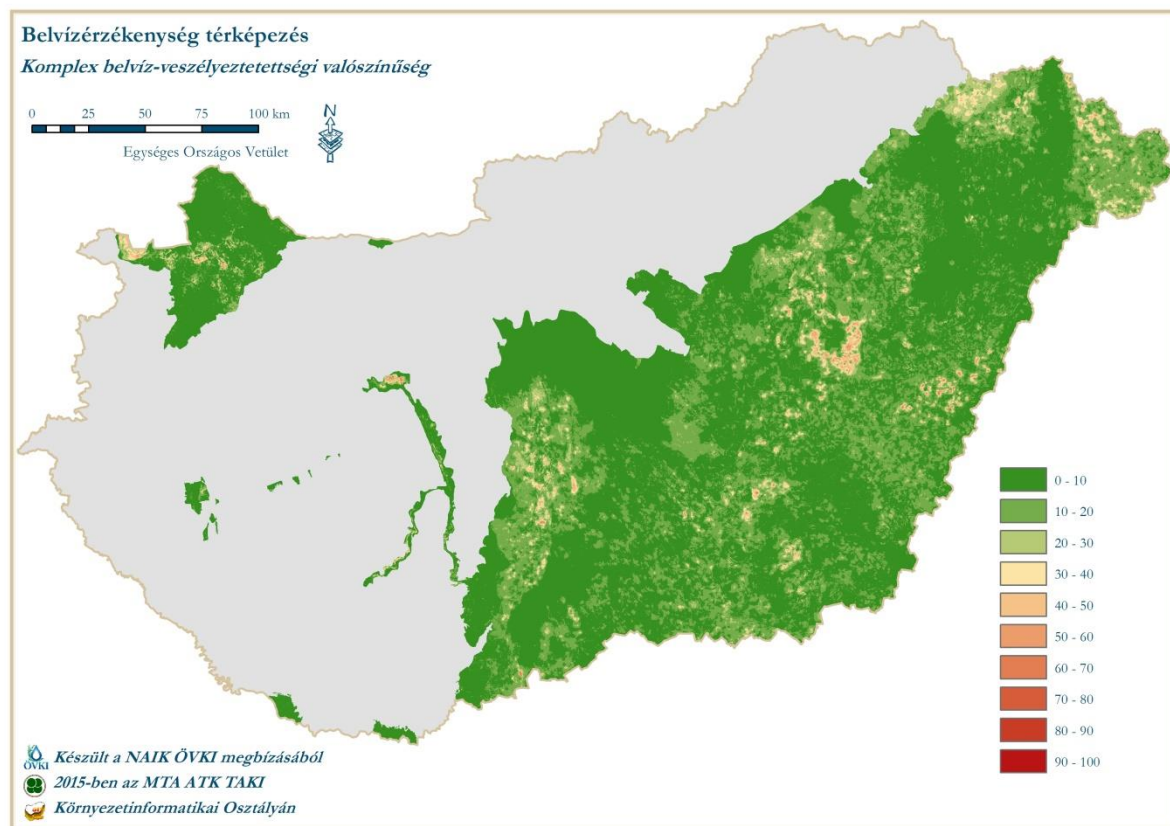 Belvízérzékenység térképezés
Komplex belvíz-veszélyeztetettségi valószínűség
0 25 50 75 100 km
N
Egységes Országos Vetület
0 - 10
10 - 20
20 - 30
30 - 40
40 - 50
50 - 60
60 - 70
70 - 80
80 - 90
90 - 100
ÖVKI
Készült a NAIK ÖVKI megbízásából
2015-ben az MTA ATK TAKI
Környezetinformatikai Osztályán